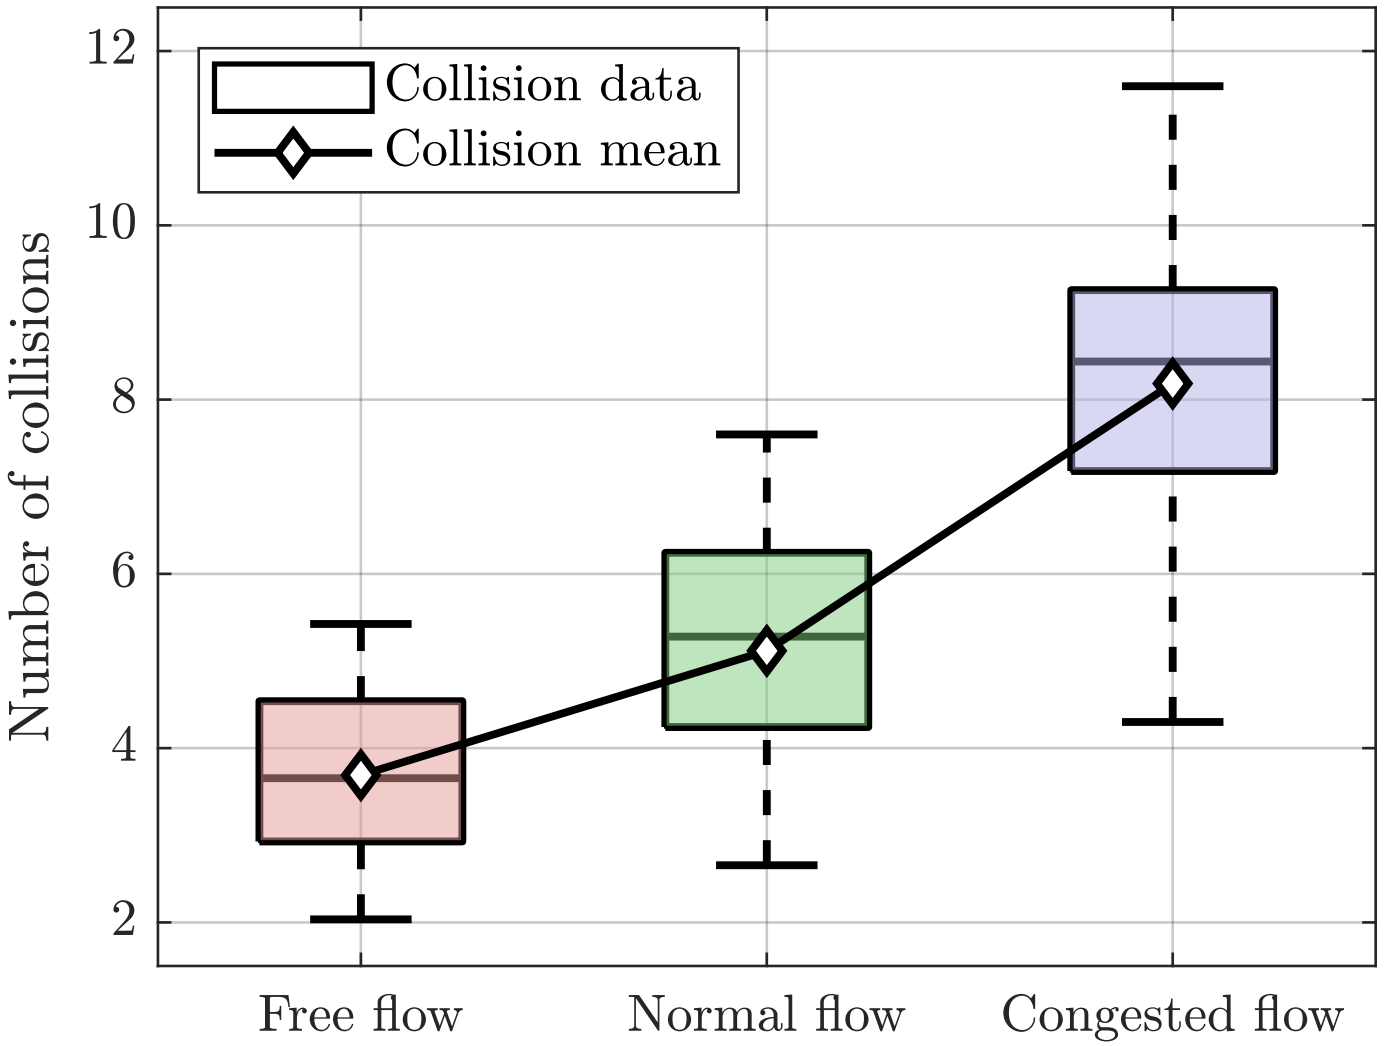 Number of collisions
12
10
8
6
4
2
Collision data
Collision mean
Free flow
Normal flow
Congested flow